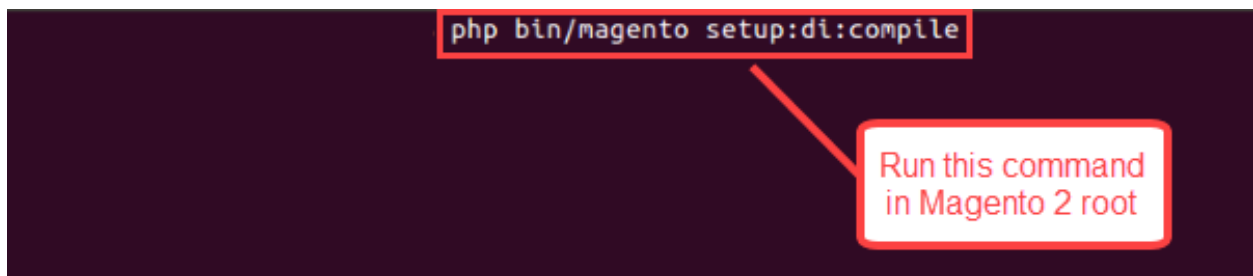 php bin/magento setup:di:compile
Run this command
in Magento 2 root